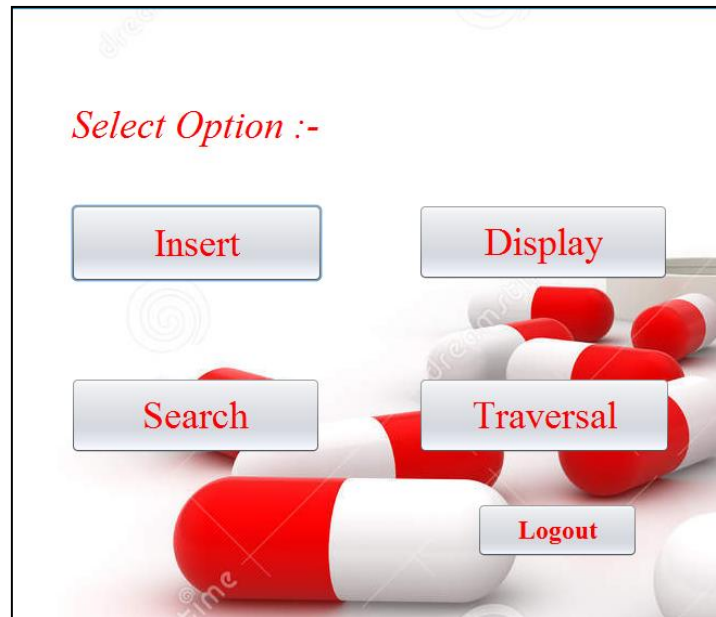 Select Option :-
Insert
Display
Search
Traversal
Logout